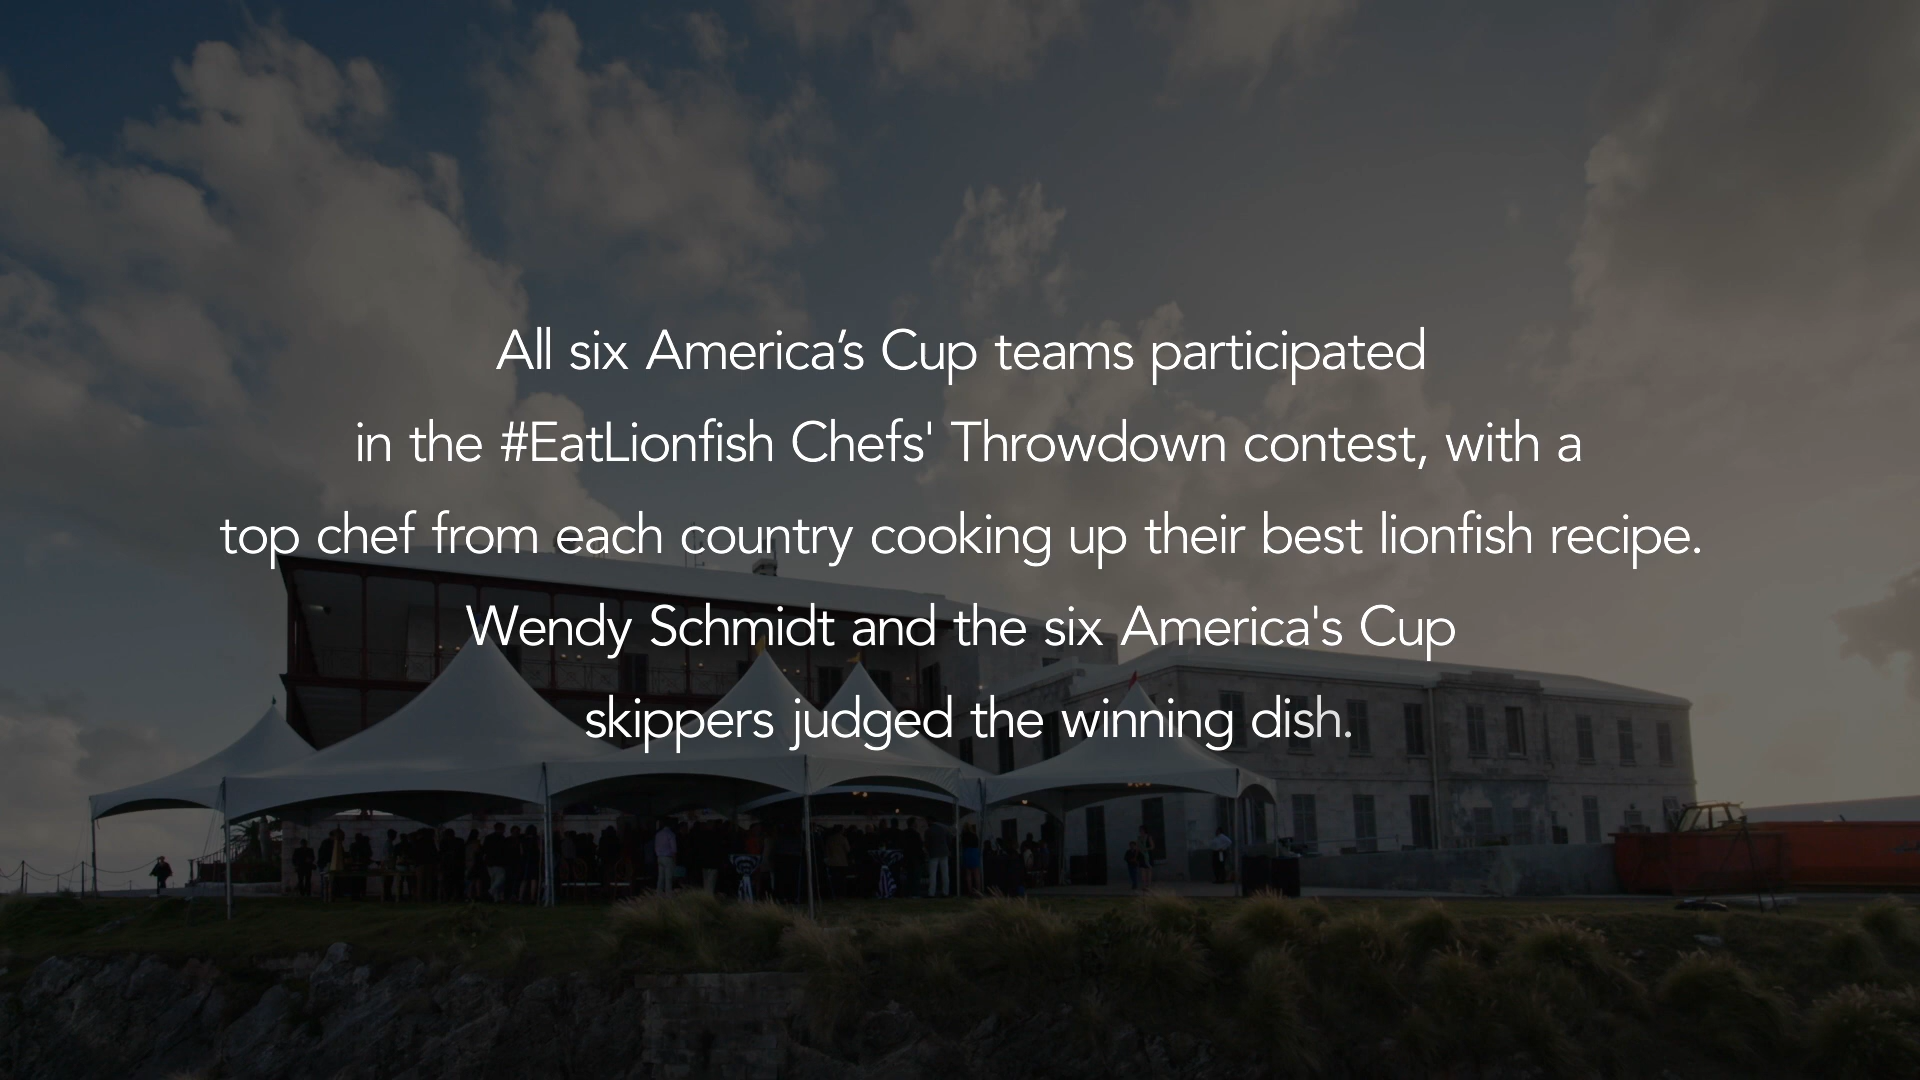 All six America’s Cup teams participated
in the #EatLionfish Chefs' Throwdown contest, with a
top chef from each country cooking up their best lionfish recipe.
Wendy Schmidt and the six America's Cup
skippers judged the winning dish.